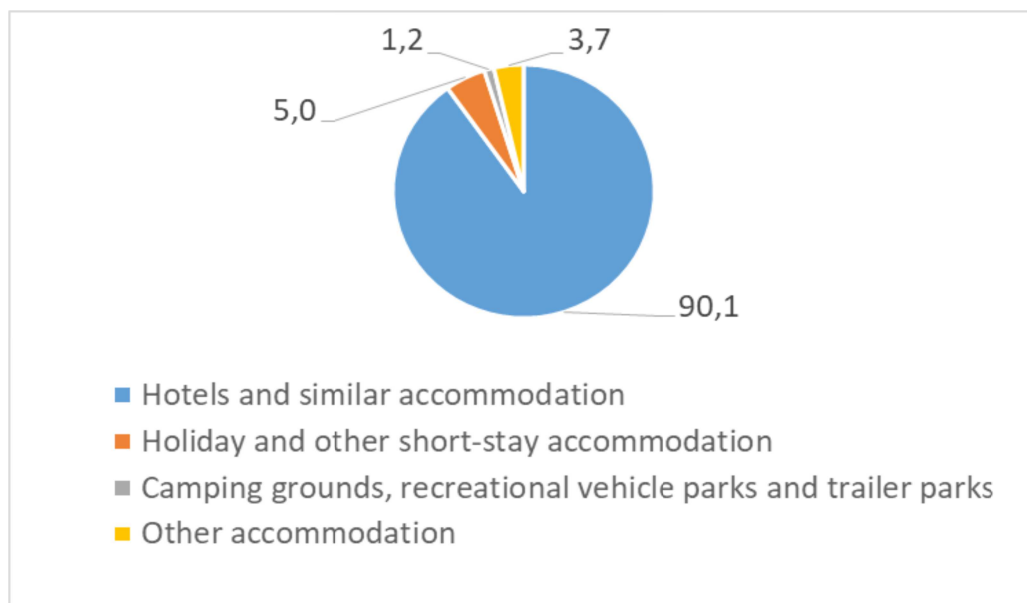 1,2
3,7
5,0
90,1
Hotels and similar accommodation
Holiday and other short-stay accommodation
Camping grounds, recreational vehicle parks and trailer parks
Other accommodation